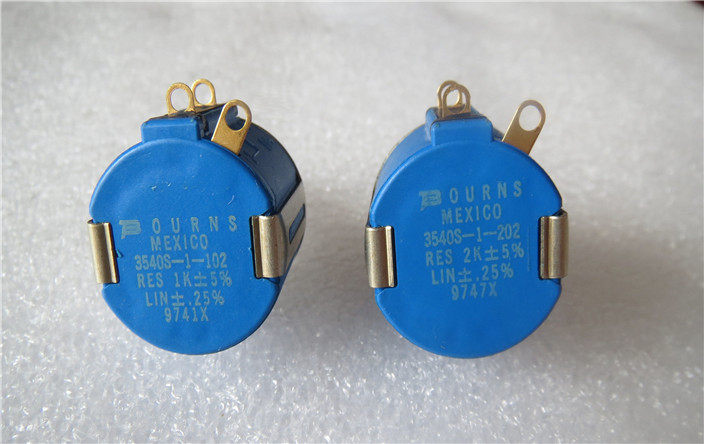 BOURNS
MEXICO
3540S-1-102
RES 1K±5%
LIN±.25%
9741X
BOURNS
MEXICO
3540S-1-202
RES 2K±5%
LIN±.25%
9747X